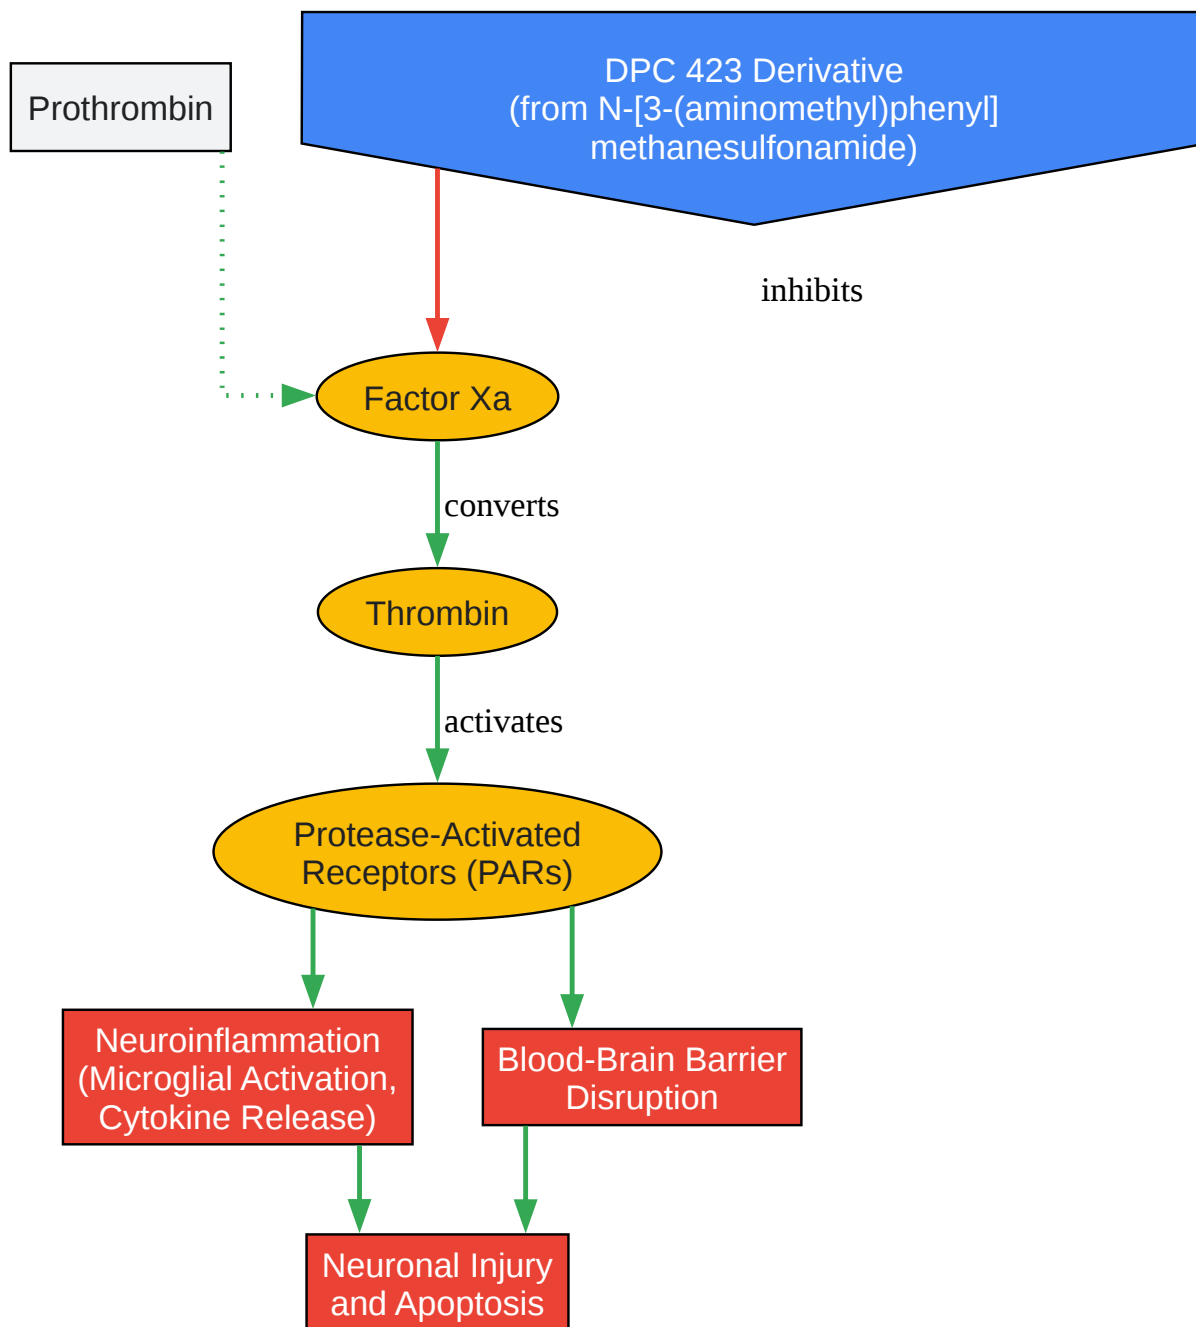 Prothrombin
DPC 423 Derivative
(from N-[3-(aminomethyl)phenyl]
methanesulfonamide)
inhibits
Factor Xa
converts
Thrombin
activates
Protease-Activated
Receptors (PARs)
Neuroinflammation
(Microglial Activation,
Cytokine Release)
Blood-Brain Barrier
Disruption
Neuronal Injury
and Apoptosis